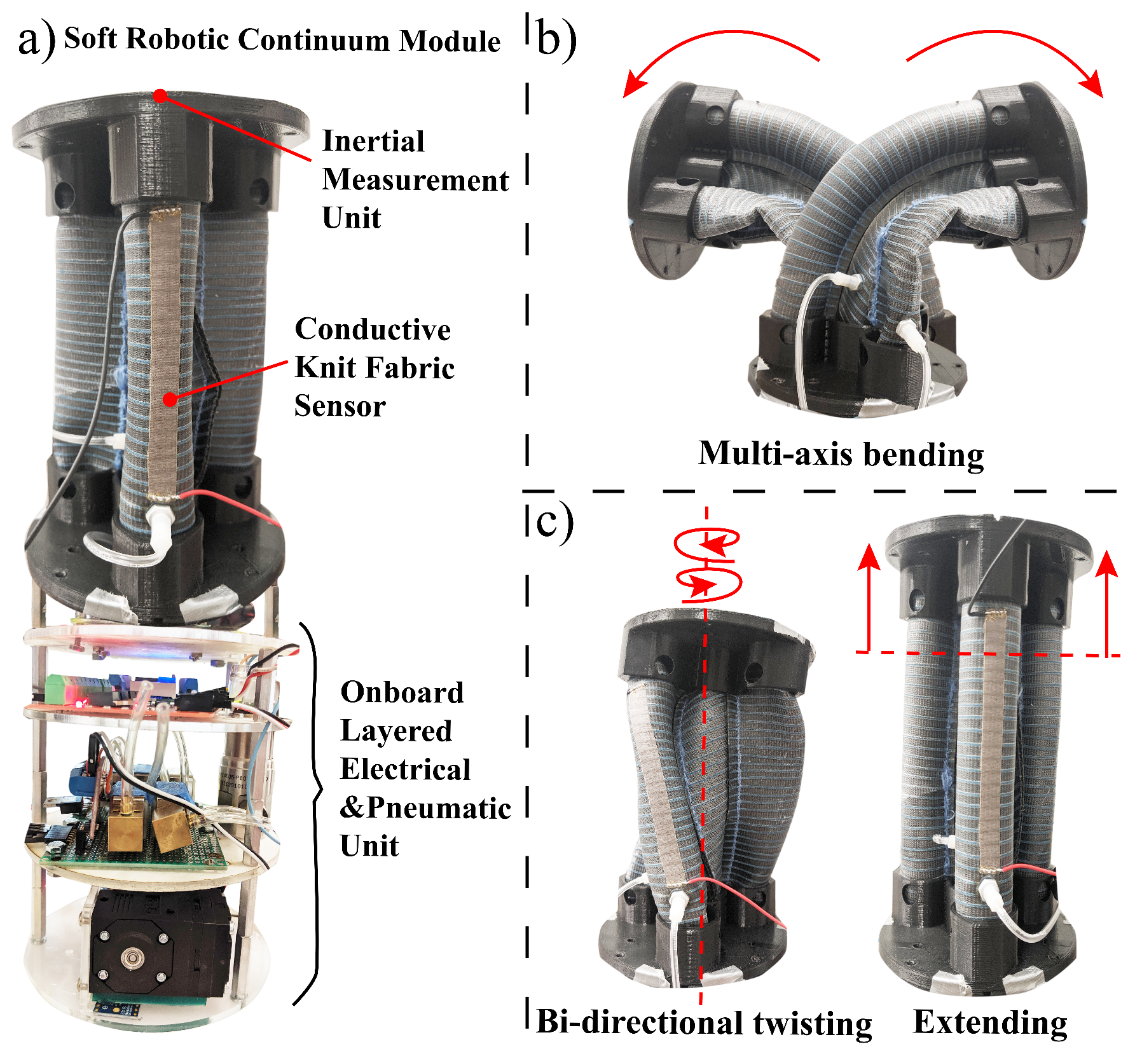 a) Soft Robotic Continuum Module
Inertial
Measurement
Unit
Conductive
Knit Fabric
Sensor
Onboard
Layered
Electrical
&Pneumatic
Unit
b)
Multi-axis bending
c)
Bi-directional twisting
Extending